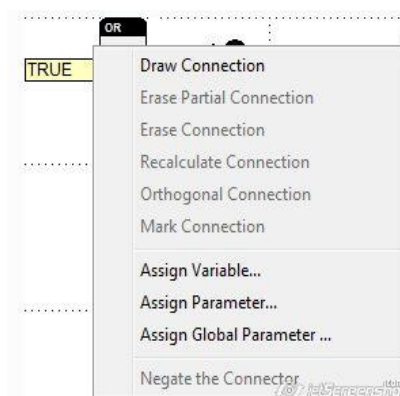 OR
TRUE
Draw Connection
Erase Partial Connection
Erase Connection
Recalculate Connection
Orthogonal Connection
Mark Connection
Assign Variable...
Assign Parameter...
Assign Global Parameter ...
Negate the Connector